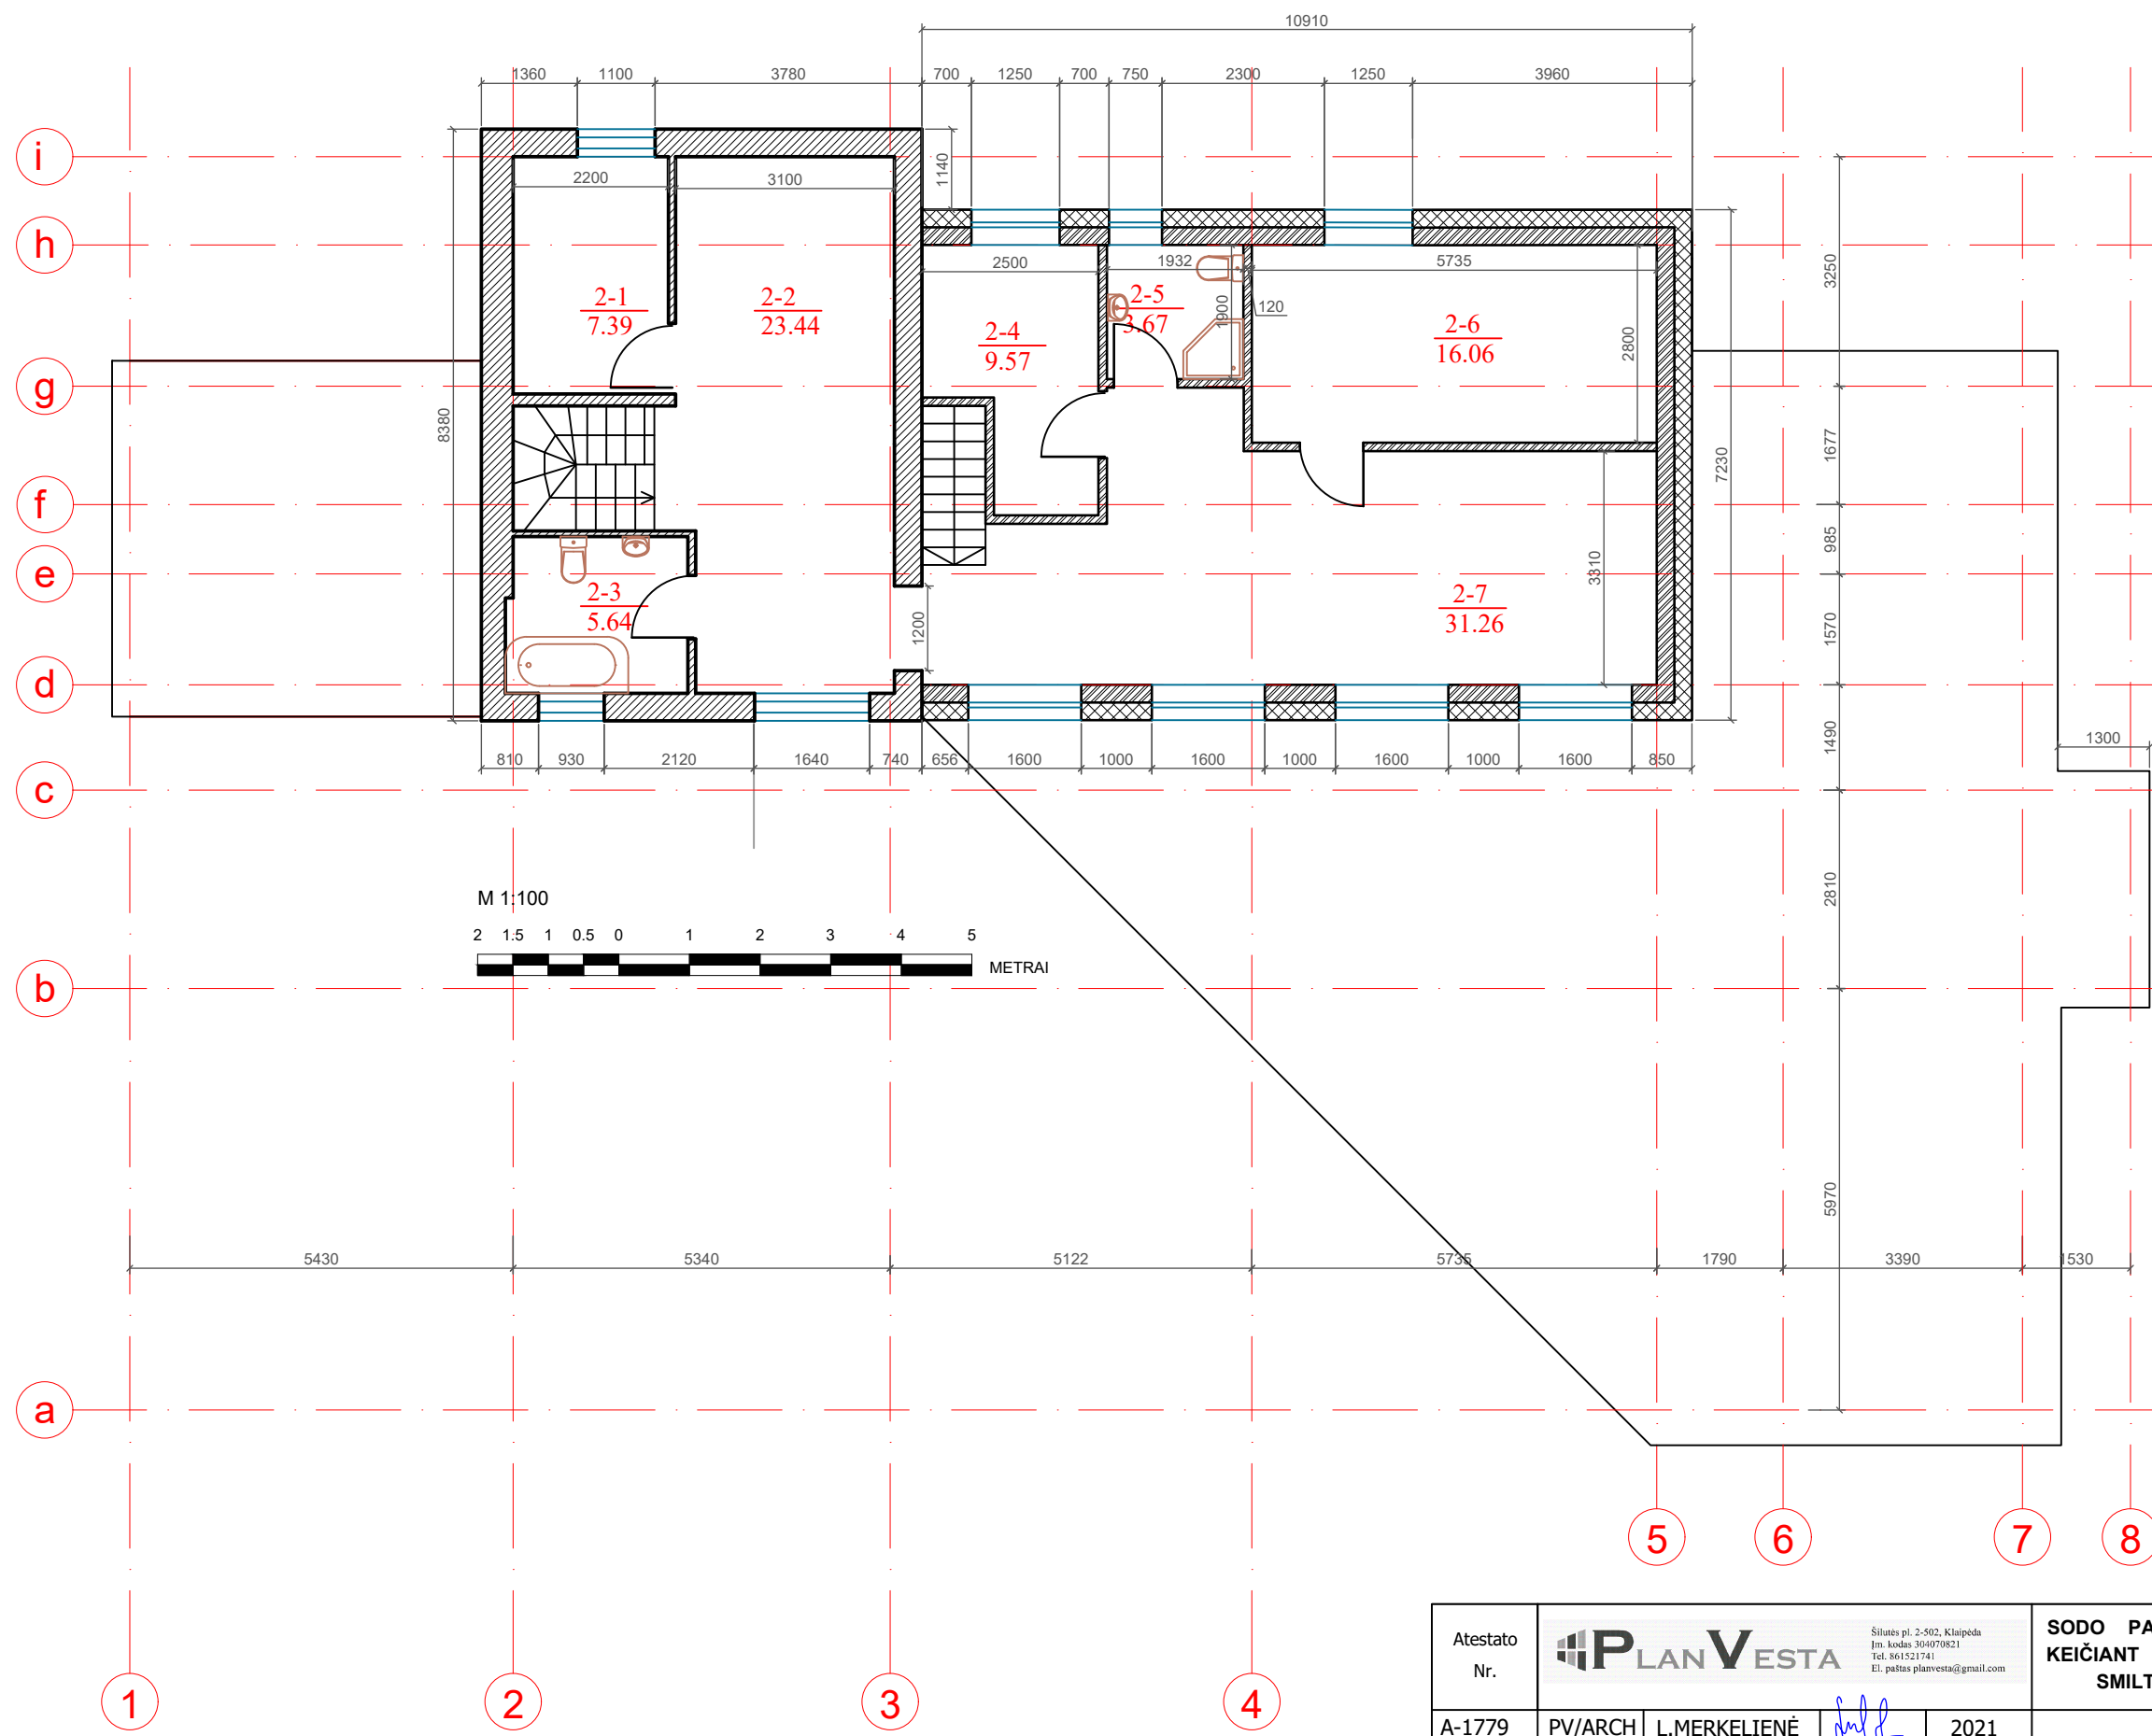 10910
1360 1100 3780 700 1250 700 750 2300 1250 3960
i
1140
2200 3100
h
2500 1932 5735
3250
2-1
7.39
2-2
23.44
2-4
9.57
2-5
3.67
1900
120
2-6
16.06
2800
g
8380
1677
7230
f
985
e
2-3
5.64
1200
3310
2-7
31.26
1570
d
1490
1300
810 930 2120 1640 740 656 1600 1000 1600 1000 1600 1000 1600 850
c
2810
M 1:100
2 1.5 1 0.5 0 1 2 3 4 5
METRAI
b
5970
5430 5340 5122 5735 1790 3390 1530
a
5 6 7 8
1 2 3 4
Atestato
Nr.
PLANVESTA
Šilutės pl. 2-502, Klaipėda
Įm. kodas 304070821
Tel. 861521741
El. paštas planvesta@gmail.com
SODO PA
KEIČIANT
SMILT
A-1779 PV/ARCH L.MERKELIENĖ 2021